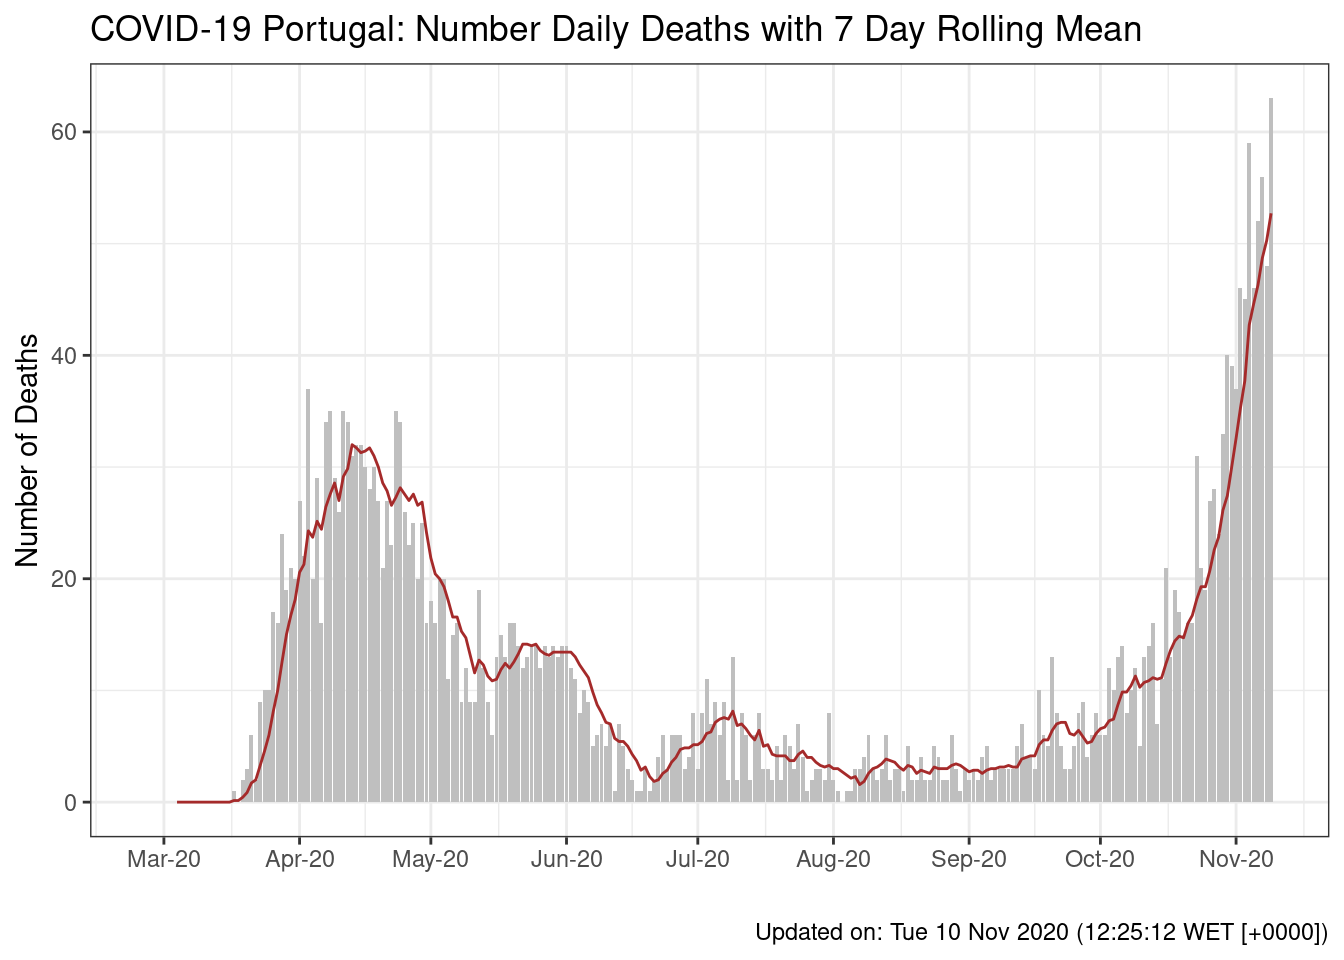 COVID-19 Portugal: Number Daily Deaths with 7 Day Rolling Mean
Number of Deaths
60
40
20
0
Mar-20 Apr-20 May-20 Jun-20 Jul-20 Aug-20 Sep-20 Oct-20 Nov-20
Updated on: Tue 10 Nov 2020 (12:25:12 WET [+0000])